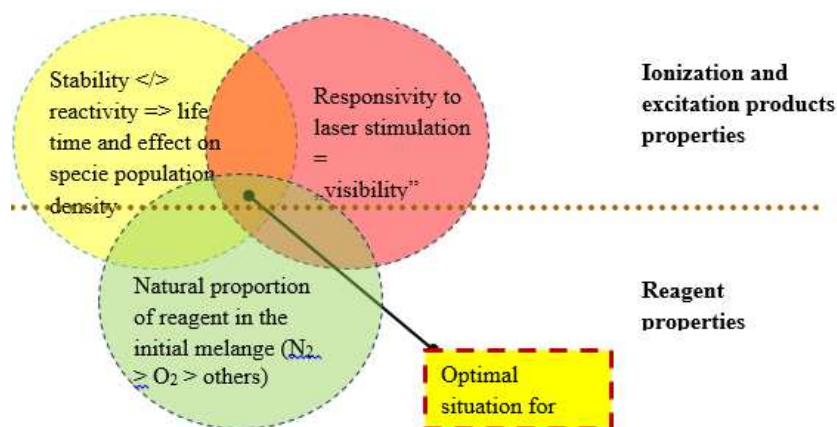 Stability </>
reactivity => life
time and effect on
specie population
density
Responsivity to
laser stimulation
=
„visibility”
Ionization and
excitation products
properties
Natural proportion
of reagent in the
initial melange (N₂
> O₂ > others)
Reagent
properties
Optimal
situation for